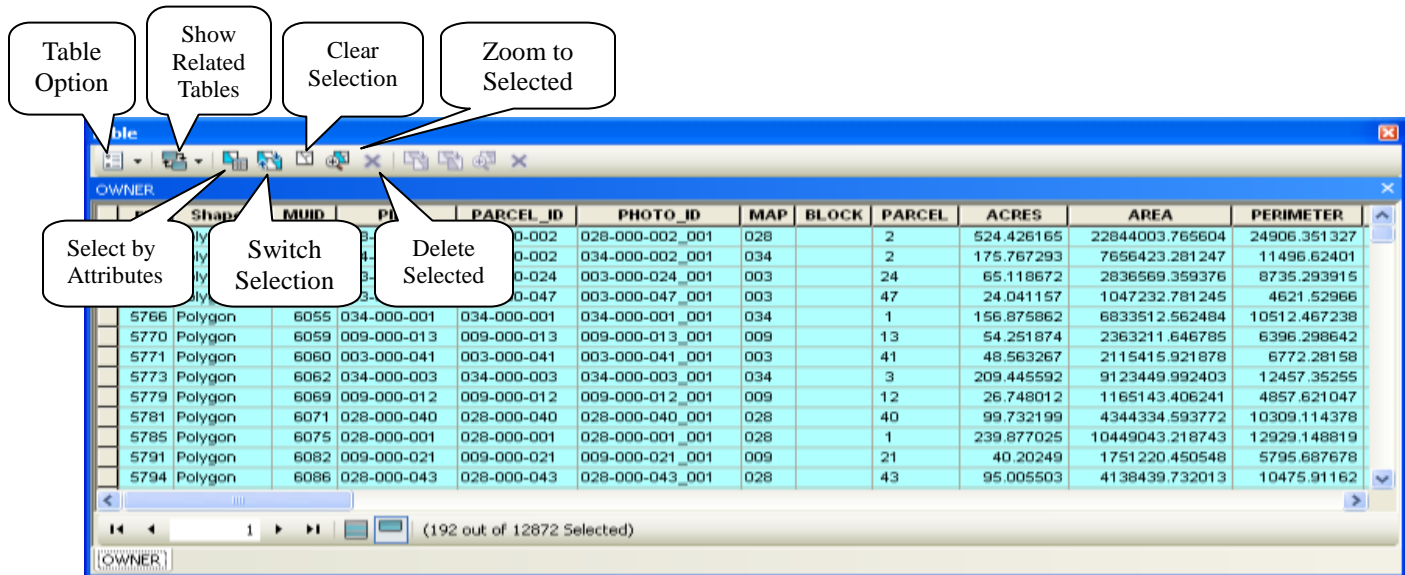 Table
Option
Show
Related
Tables
Clear
Selection
Zoom to
Selected
ble
OWNER
Shape MUID PARCEL_ID PHOTO_ID MAP BLOCK PARCEL ACRES AREA PERIMETER
028-000-002_001 028 2 524.426165 22844003.765604 24906.351327
034-000-002_001 034 2 175.767293 7656423.281247 11496.62401
003-000-024_001 003 24 65.118672 2836569.359376 8735.293915
003-000-047_001 003 47 24.041157 1047232.781245 4621.52966
Select by
Attributes
Switch
Selection
Delete
Selected
5766 Polygon 6055 034-000-001 034-000-001 034-000-001_001 034 1 156.875862 6833512.562484 10512.467238
5770 Polygon 6059 009-000-013 009-000-013 009-000-013_001 009 13 54.251874 2363211.646785 6396.298642
5771 Polygon 6060 003-000-041 003-000-041 003-000-041_001 003 41 48.563267 2115415.921878 6772.28158
5773 Polygon 6062 034-000-003 034-000-003 034-000-003_001 034 3 209.445592 9123449.992403 12457.35255
5779 Polygon 6069 009-000-012 009-000-012 009-000-012_001 009 12 26.748012 1165143.406241 4857.621047
5781 Polygon 6071 028-000-040 028-000-040 028-000-040_001 028 40 99.732199 4344334.593772 10309.114378
5785 Polygon 6075 028-000-001 028-000-001 028-000-001_001 028 1 239.877025 10449043.218743 12929.148819
5791 Polygon 6082 009-000-021 009-000-021 009-000-021_001 009 21 40.20249 1751220.450548 5795.687678
5794 Polygon 6086 028-000-043 028-000-043 028-000-043_001 028 43 95.005503 4138439.732013 10475.91162
1 (192 out of 12872 Selected)
OWNER